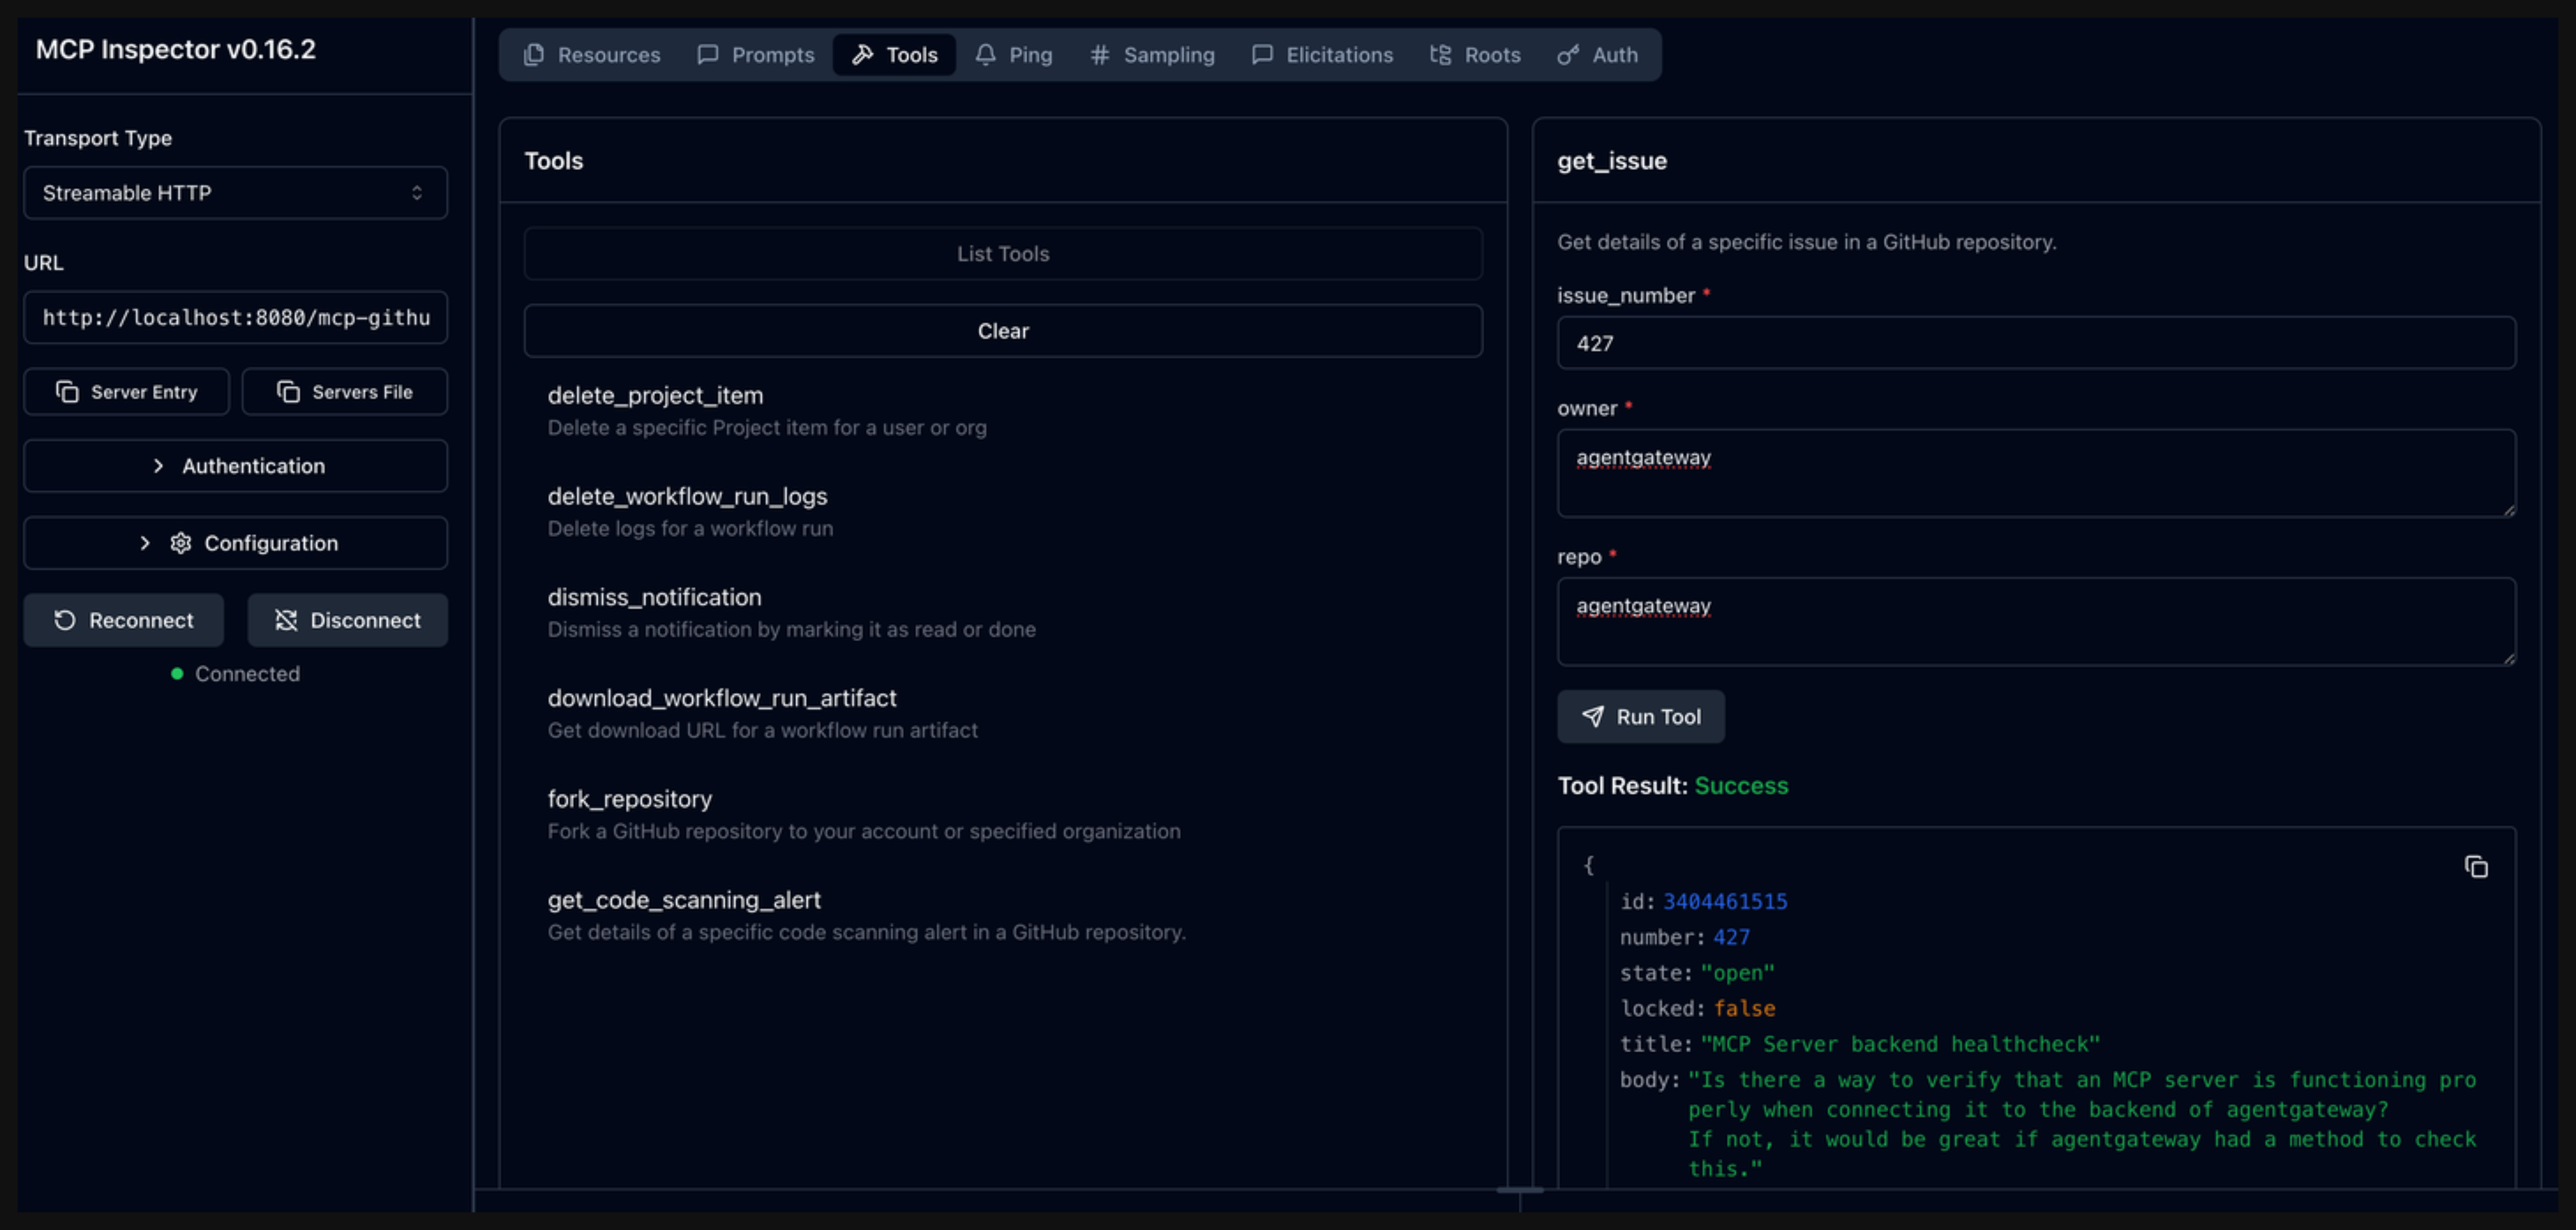 MCP Inspector v0.16.2
Transport Type
Streamable HTTP
URL
http://localhost:8080/mcp-githu
Server Entry
Servers File
Authentication
Configuration
Reconnect
Disconnect
Connected
Resources
Prompts
Tools
Ping
Sampling
Elicitations
Roots
Auth
Tools
List Tools
Clear
delete_project_item
Delete a specific Project item for a user or org
delete_workflow_run_logs
Delete logs for a workflow run
dismiss_notification
Dismiss a notification by marking it as read or done
download_workflow_run_artifact
Get download URL for a workflow run artifact
fork_repository
Fork a GitHub repository to your account or specified organization
get_code_scanning_alert
Get details of a specific code scanning alert in a GitHub repository.
get_issue
Get details of a specific issue in a GitHub repository.
issue_number *
427
owner *
agentgateway
repo *
agentgateway
Run Tool
Tool Result: Success
{
id: 3404461515
number: 427
state: "open"
locked: false
title: "MCP Server backend healthcheck"
body: "Is there a way to verify that an MCP server is functioning pro
perly when connecting it to the backend of agentgateway?
If not, it would be great if agentgateway had a method to check
this."